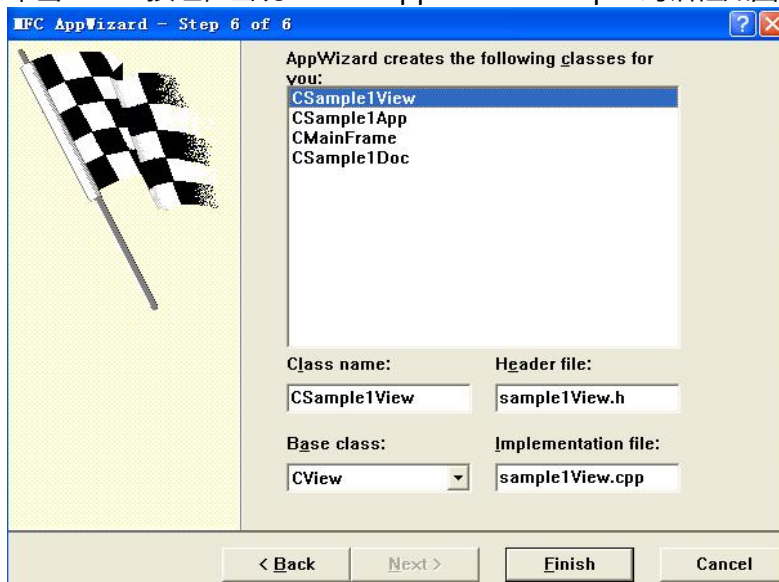 MFC AppWizard - Step 6 of 6
AppWizard creates the following classes for
you:
CSample1View
CSample1App
CMainFrame
CSample1Doc
Class name:
Header file:
CSample1View
sample1View.h
Base class:
Implementation file:
CView
sample1View.cpp
< Back
Next >
Finish
Cancel